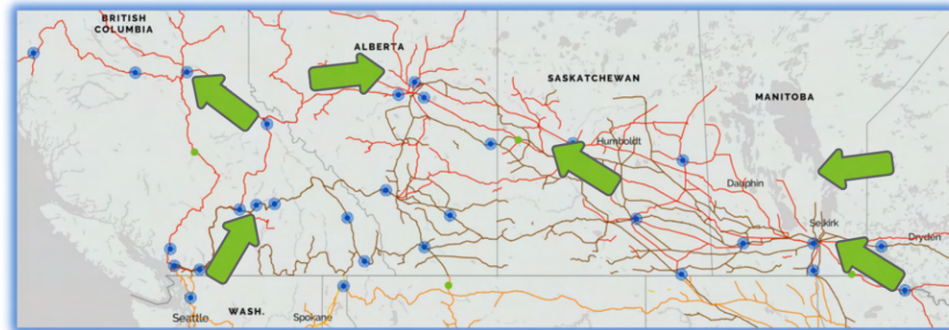 BRITISH
COLUMBIA
ALBERTA
SASKATCHEWAN
MANITOBA
Humboldt
Dauphin
Selkirk
Dryden
Seattle
WASH.
Spokane